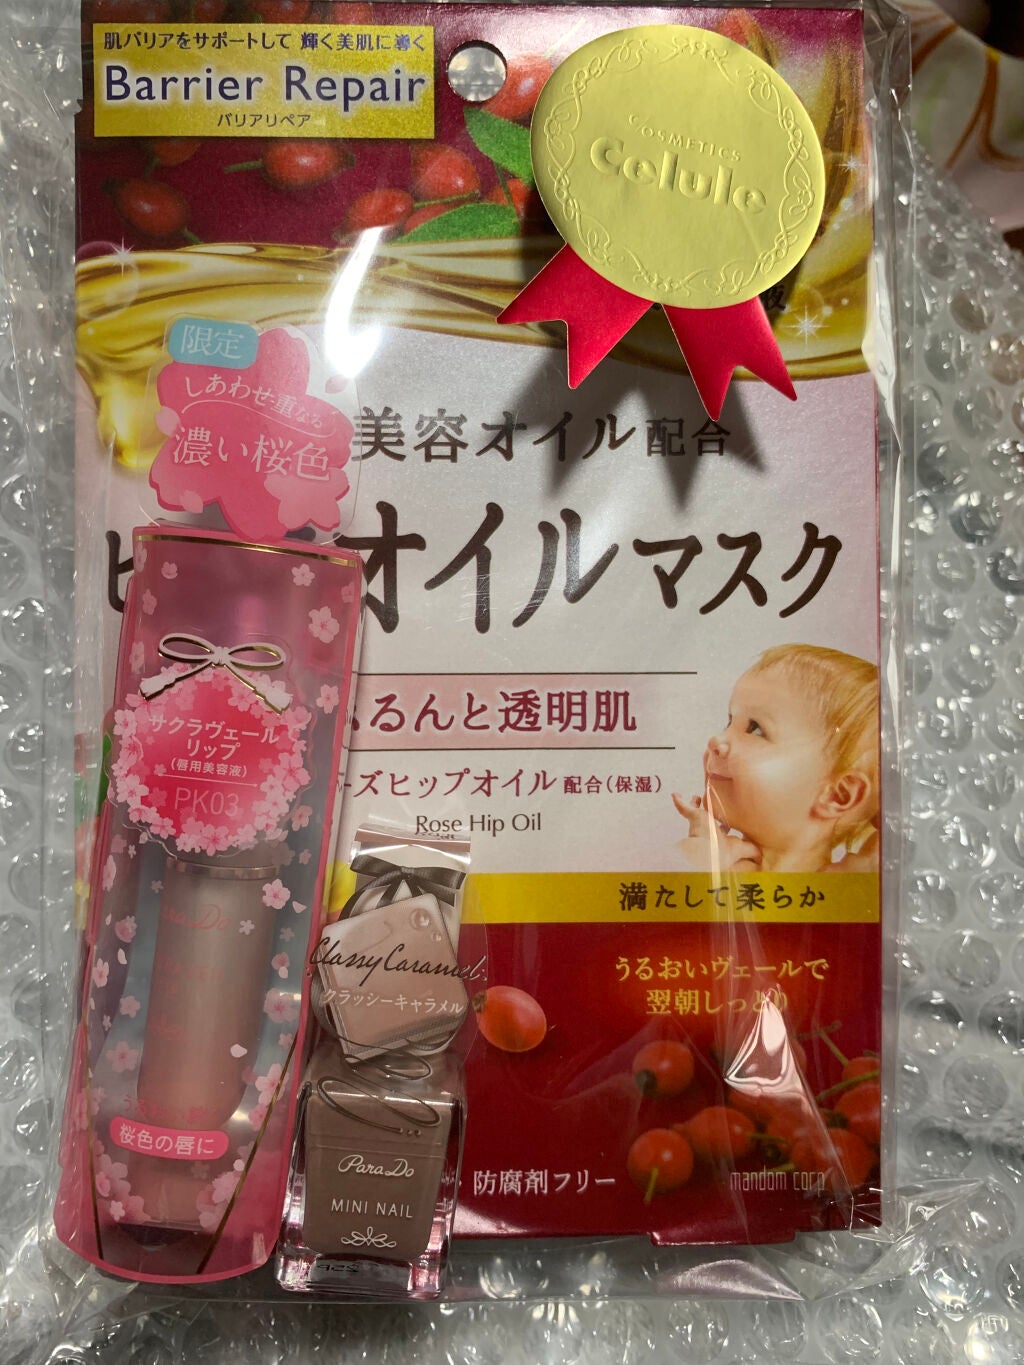 肌バリアをサポートして 輝く美肌に導く
Barrier Repair
バリアリペア
COSMETICS
Celule
液
限定
しあわせ重なる
濃い桜色
美容オイル配合
オイルマスク
るんと透明肌
ズヒップオイル 配合(保湿)
Rose Hip Oil
満たして柔らか
うるおいヴェールで
翌朝しっとり
防腐剤フリー
mandom corp
サクラヴェール
リップ
(唇用美容液)
PK03
ParaDo
桜色の唇に
Classy Caramel
クラッシーキャラメル
ParaDo
MINI NAIL